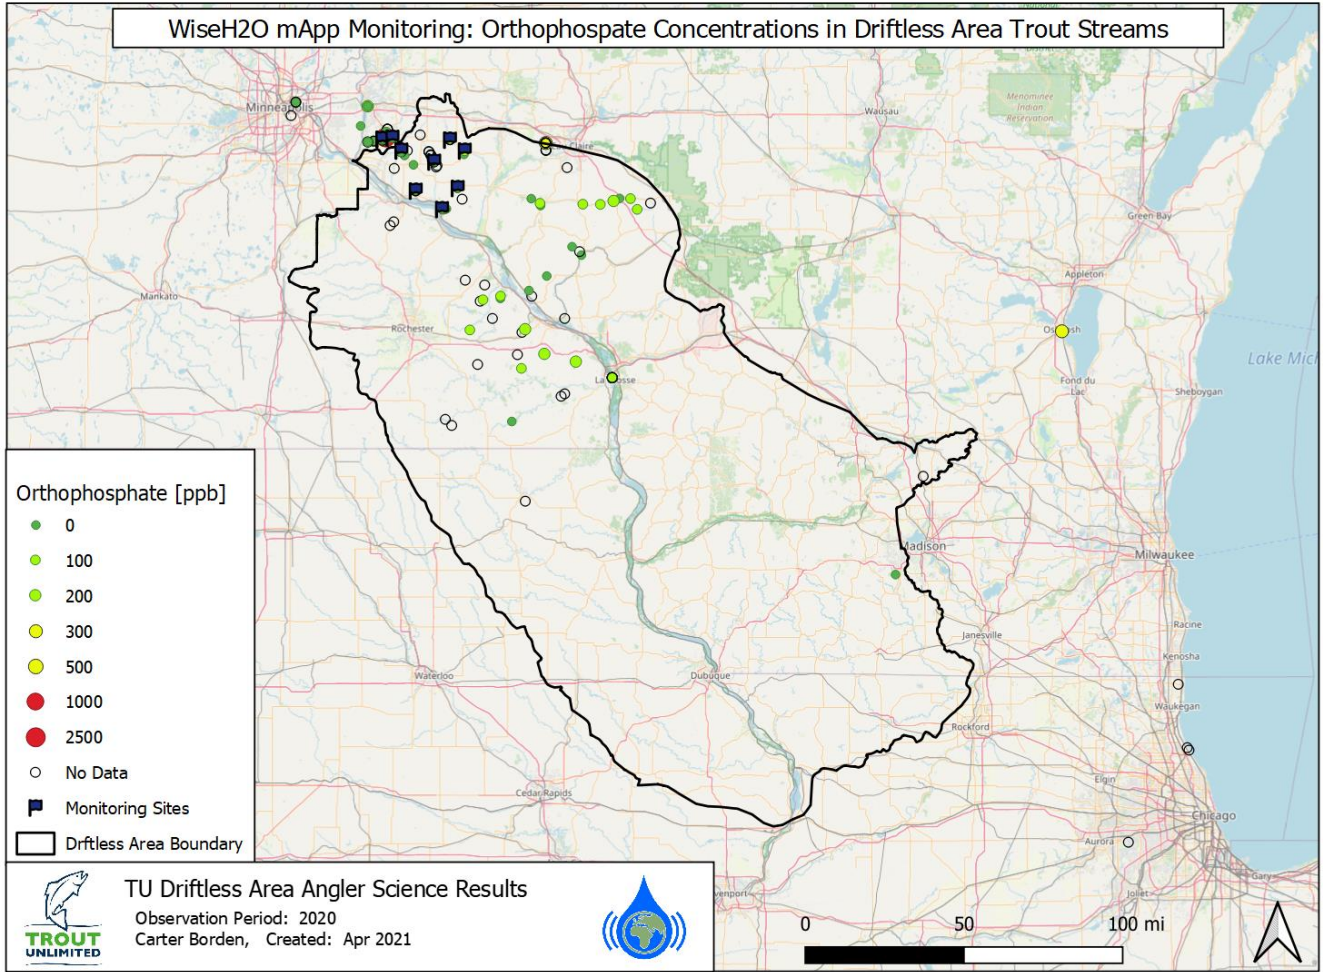 WiseH2O mApp Monitoring: Orthophospate Concentrations in Driftless Area Trout Streams
Menominee
Indian
Reservation
Minneapolis
Wausau
Claire
Green Bay
Appleton
Mankato
Rochester
Oshkosh
Lake Mich
La Crosse
Fond du
Lac
Sheboygan
Orthophosphate [ppb]
0
100
200
300
500
1000
2500
No Data
Monitoring Sites
Drftless Area Boundary
Madison
Milwaukee
Racine
Janesville
Kenosha
Waterloo
Dubuque
Waukegan
Rockford
Elgin
Cedar Rapids
Chicago
Aurora
Gary
Joliet
venport
TU Driftless Area Angler Science Results
Observation Period: 2020
Carter Borden, Created: Apr 2021
TROUT
UNLIMITED
0 50 100 mi